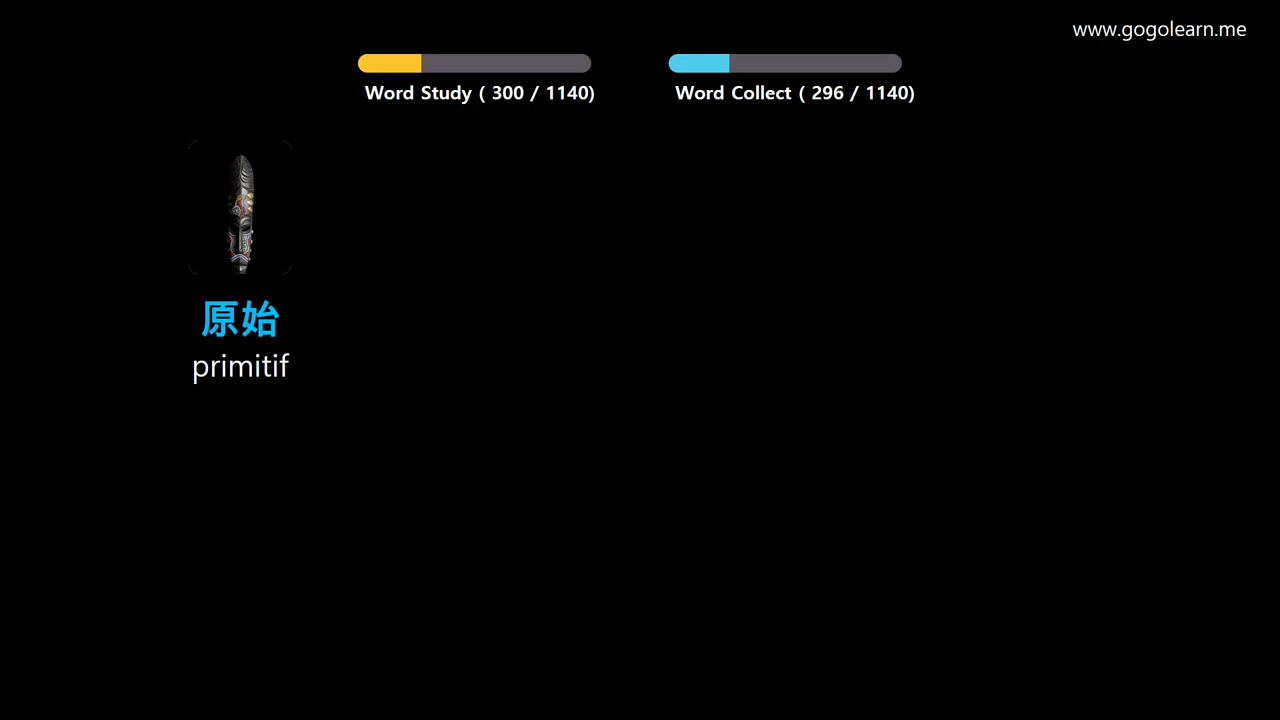 www.gogolearn.me
Word Study ( 300 / 1140)
Word Collect ( 296 / 1140)
原始
primitif